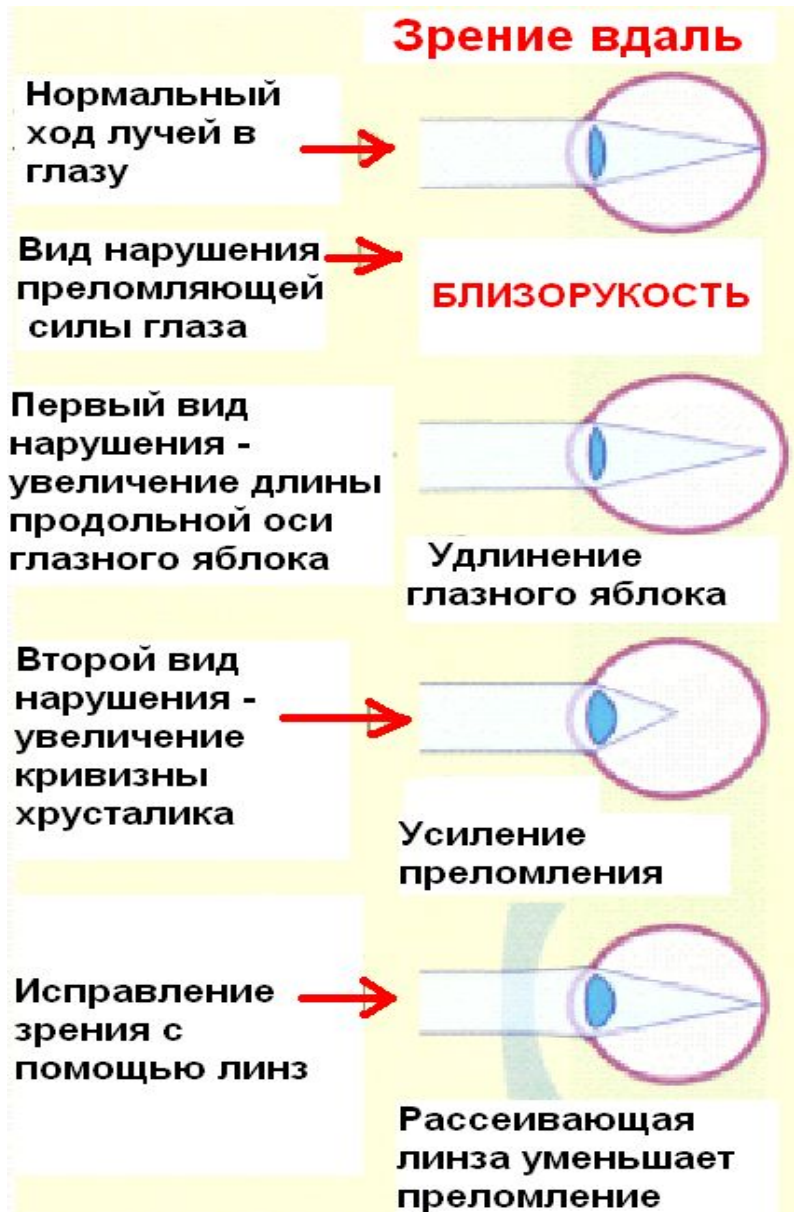 Зрение вдаль
Нормальный
ход лучей в
глазу
Вид нарушения
преломляющей
силы глаза
БЛИЗОРУКОСТЬ
Первый вид
нарушения -
увеличение длины
продольной оси
глазного яблока
Удлинение
глазного яблока
Второй вид
нарушения -
увеличение
кривизны
хрусталика
Усиление
преломления
Исправление
зрения с
помощью линз
Рассеивающая
линза уменьшает
преломление